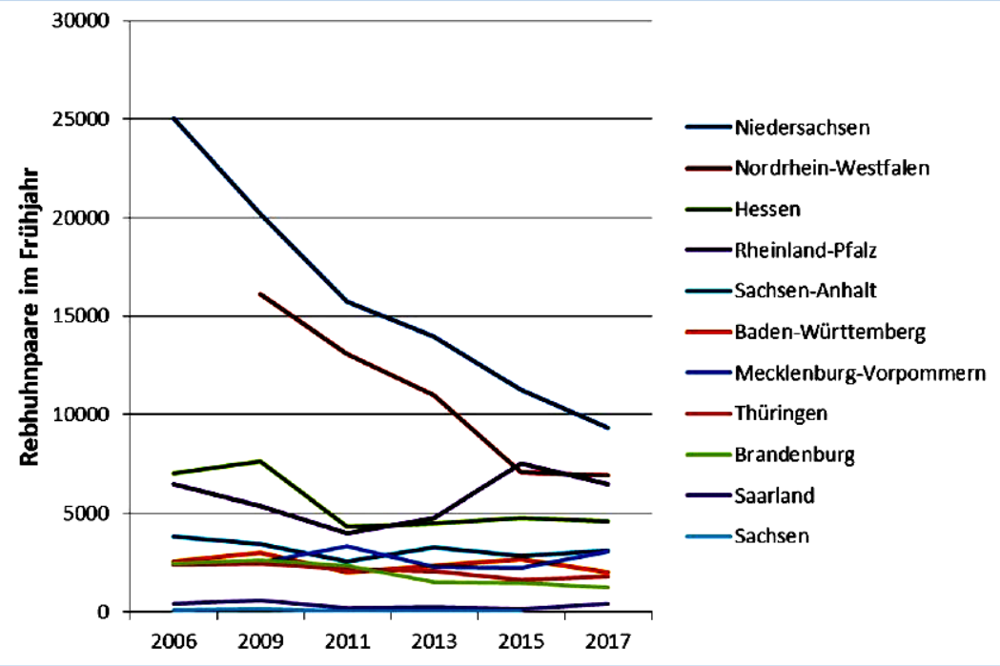 30000
25000
20000
15000
10000
5000
0
Rebhuhnpaare im Frühjahr
2006 2009 2011 2013 2015 2017
Niedersachsen
Nordrhein-Westfalen
Hessen
Rheinland-Pfalz
Sachsen-Anhalt
Baden-Württemberg
Mecklenburg-Vorpommern
Thüringen
Brandenburg
Saarland
Sachsen